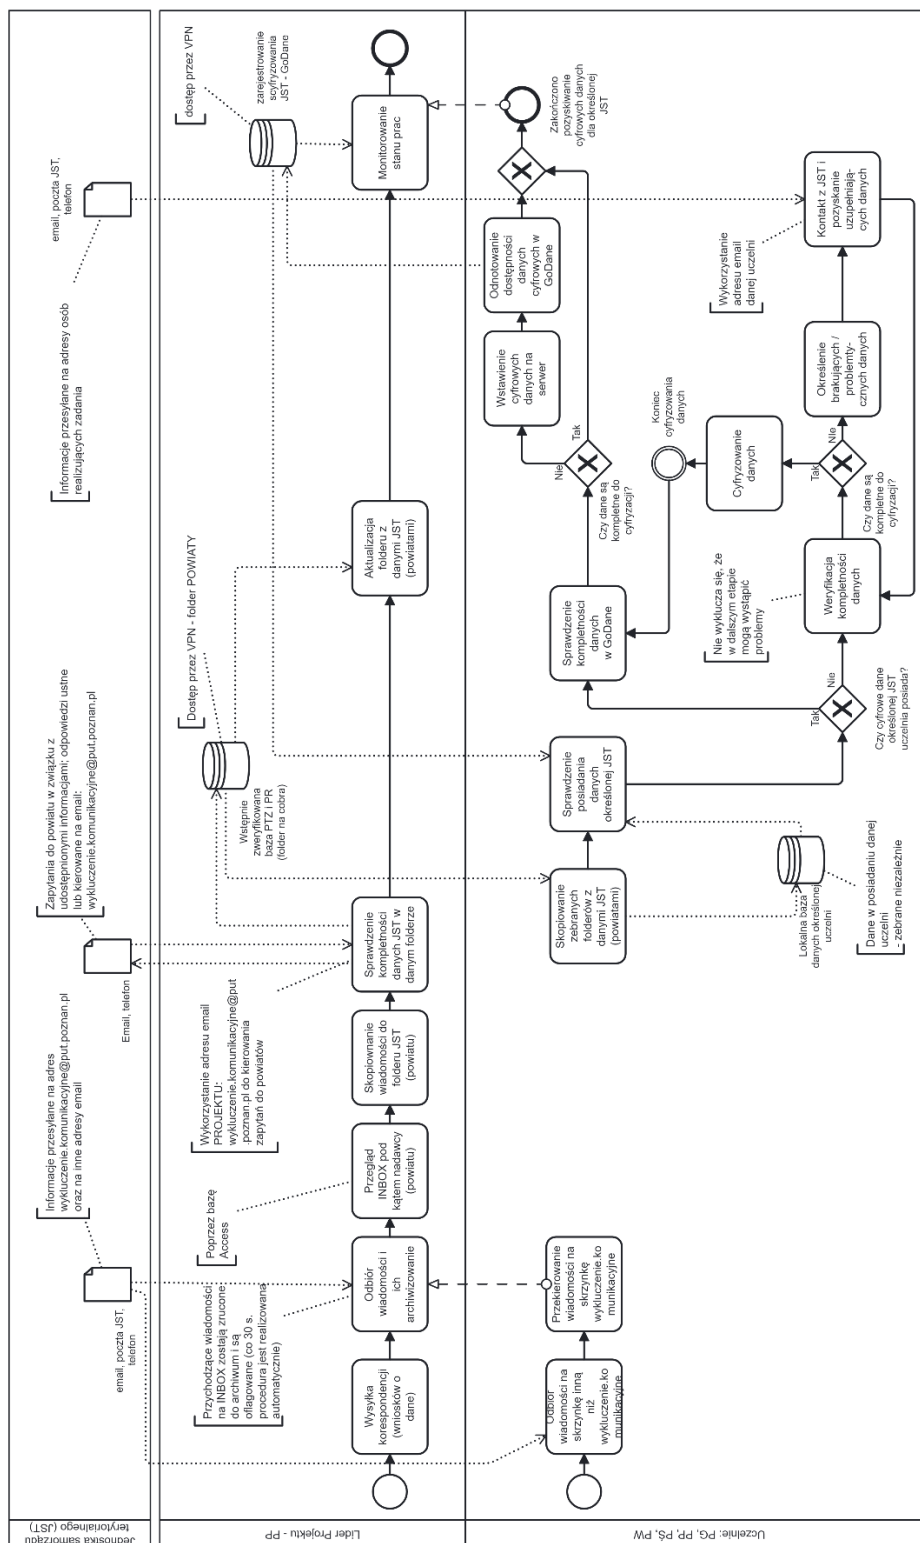 Jednostka samorządu
terytorialnego (JST)
email, poczta JST,
telefon
Informacje przesyłane na adres
wykluczenie.komunikacyjne@put.poznan.pl
oraz na inne adresy email
Email, telefon
Zapytania do powiatu w związku z
udostępnionymi informacjami; odpowiedzi ustne
lub kierowane na email:
wykluczenie.komunikacyjne@put.poznan.pl
Informacje przesyłane na adresy osób
realizujących zadania
email, poczta JST,
telefon
Lider Projektu - PP
Wysyłka
korespondencji
(wniosków o
dane)
Przychodzące wiadomości
na INBOX zostają zrzucone
do archiwum i są
oflagowane (co 30 s.
procedura jest realizowana
automatycznie)
Odbiór
wiadomości i
ich
archiwizowanie
Poprzez bazę
Access
Przegląd
INBOX pod
kątem nadawcy
(powiatu)
Skopiownanie
wiadomości do
folderu JST
(powiatu)
Wykorzystanie adresu email
PROJEKTU:
wykluczenie.komunikacyjne@put
.poznan.pl do kierowania
zapytań do powiatów
Sprawdzenie
kompletności
danych JST w
danym folderze
Wstępnie
zweryfikowana
baza PTZ i PR
(folder na cobra)
Dostęp przez VPN - folder POWIATY
Aktualizacja
folderu z
danymi JST
(powiatami)
dostęp przez VPN
zarejestrowanie
scyfryzowania
JST - GoDane
Monitorowanie
stanu prac
Uczelnie: PG, PP, PŚ, PW
Odbiór
wiadomości na
skrzynkę inną
niż
wykluczenie.ko
munikacyjne
Przekierowanie
wiadomości na
skrzynkę
wykluczenie.ko
munikacyjne
Skopiowanie
zebranych
folderów z
danymi JST
(powiatami)
Lokalna baza
danych określonej
uczelni
Dane w posiadaniu danej
uczelni
- zebrane niezależnie
Sprawdzenie
posiadania
danych
określonej JST
Czy cyfrowe dane
określonej JST
uczelnia posiada?
Tak
Nie
Sprawdzenie
kompletności
danych
w GoDane
Nie wyklucza się, że
w dalszym etapie
mogą wystąpić
problemy
Weryfikacja
kompletności
danych
Czy dane są
kompletne do
cyfryzacji?
Nie
Tak
Czy dane są
kompletne do
cyfryzacji?
Tak
NIe
Cyfryzowanie
danych
Koniec
cyfryzowania
danych
Wstawienie
cyfrowych
danych na
serwer
Odnotowanie
dostępności
danych
cyfrowych w
GoDane
Określenie
brakujących /
problemty-
cznych danych
Wykorzystanie
adresu email
danej uczelni
Kontakt z JST i
pozyskanie
uzupełniają-
cych danych
Zakończono
pozyskiwanie
cyfrowych danych
dla określonej
JST